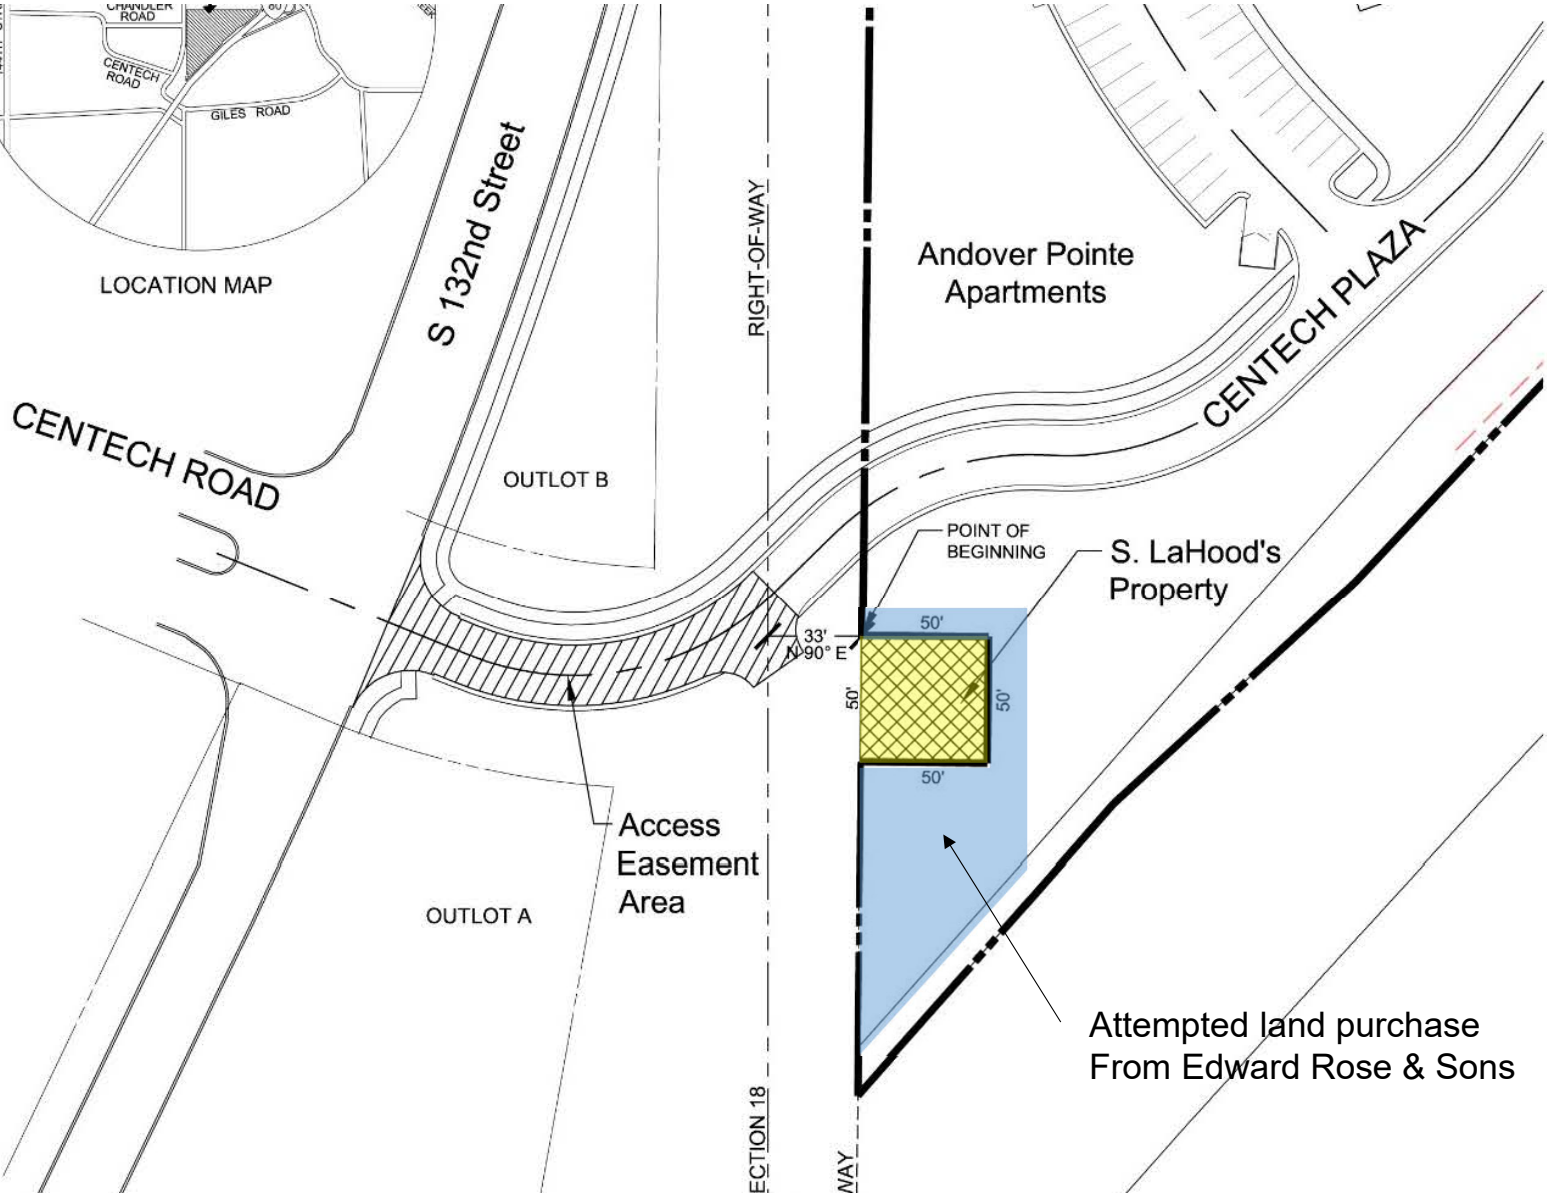 CHANDLER
ROAD
80
CENTECH
ROAD
GILES ROAD
LOCATION MAP
S 132nd Street
RIGHT-OF-WAY
Andover Pointe
Apartments
CENTECH PLAZA
CENTECH ROAD
OUTLOT B
POINT OF
BEGINNING
S. LaHood's
Property
50'
33'
N 90° E
50'
50'
50'
Access
Easement
Area
OUTLOT A
Attempted land purchase
From Edward Rose & Sons
ECTION 18
WAY